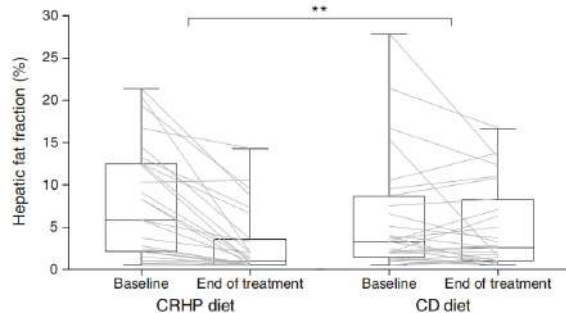 **
Hepatic fat fraction (%)
30
25
20
15
10
5
0
Baseline End of treatment Baseline End of treatment
CRHP diet CD diet